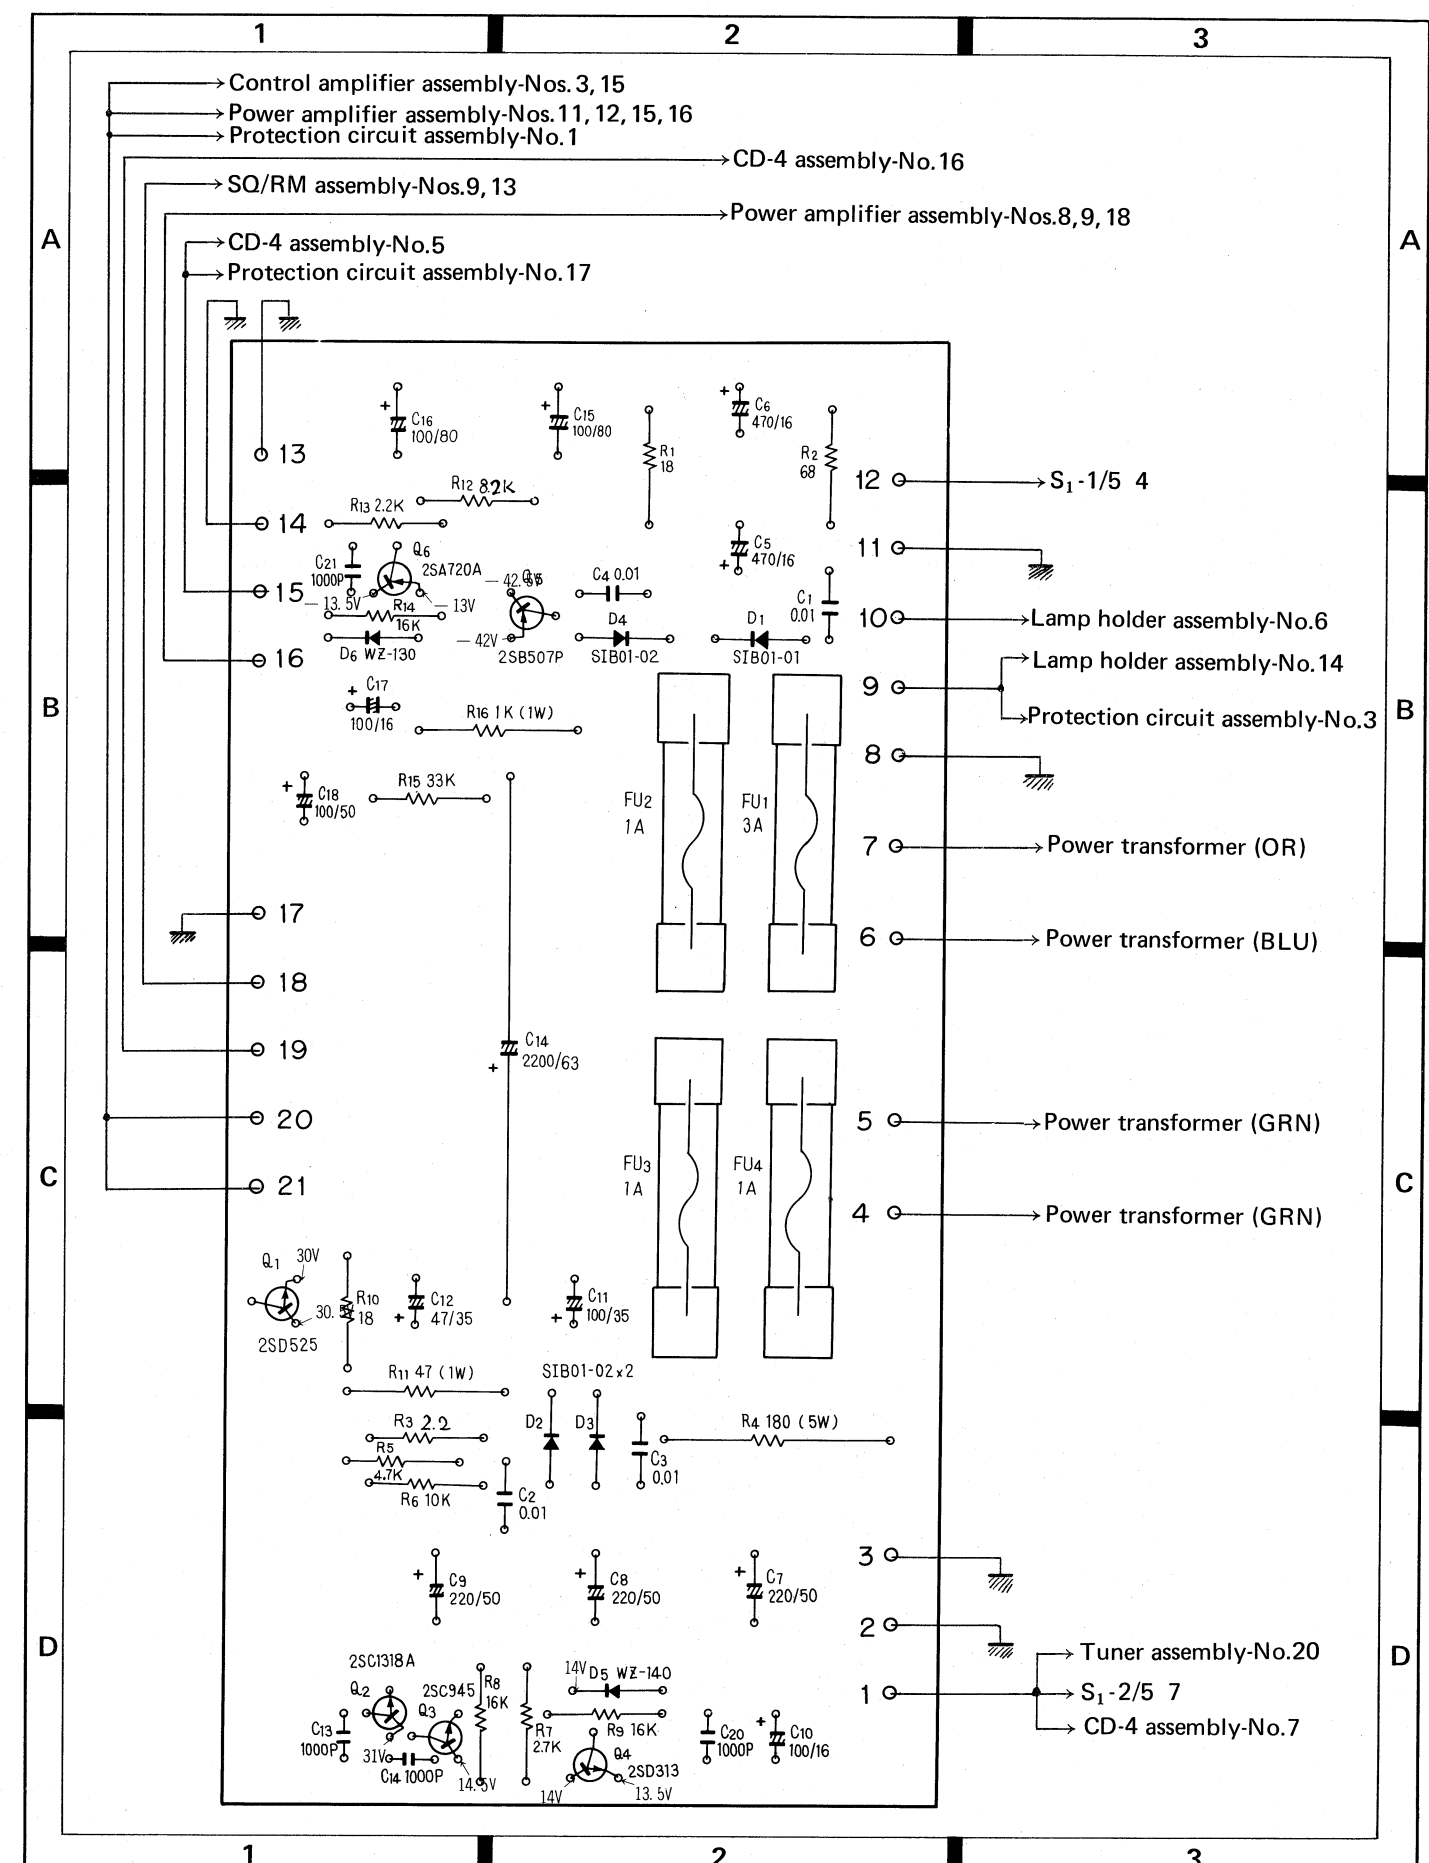 1 2 3
Control amplifier assembly-Nos. 3, 15
Power amplifier assembly-Nos. 11, 12, 15, 16
Protection circuit assembly-No. 1
CD-4 assembly-No. 16
SQ/RM assembly-Nos. 9, 13
Power amplifier assembly-Nos. 8, 9, 18
A A
CD-4 assembly-No. 5
Protection circuit assembly-No. 17
C16
100/80
C15
100/80
C6
470/16
R1
18
R2
68
13
12
S1-1/5 4
R12 8.2K
R13 2.2K
14
C5
470/16
11
Q6
2SA720A
C21
1000P
-42.5V
C4 0.01
15
-13.5V
-13V
R14
16K
C1
0.01
10
Lamp holder assembly-No.6
D4
D1
-42V
2SB507P
SIB01-02
SIB01-01
D6 WZ-130
16
Lamp holder assembly-No.14
9
C17
100/16
R16 1K (1W)
Protection circuit assembly-No.3
B B
8
R15 33K
C18
100/50
FU2
1A
FU1
3A
7
Power transformer (OR)
17
6
Power transformer (BLU)
18
19
C14
2200/63
20
5
Power transformer (GRN)
FU3
1A
FU4
1A
C C
21
4
Power transformer (GRN)
Q1
30V
30.5V
2SD525
R10
18
C12
47/35
C11
100/35
R11 47 (1W)
SIB01-02x2
R3 2.2
D2
D3
R4 180 (5W)
R5
4.7K
C3
0.01
R6 10K
C2
0.01
3
C9
220/50
C8
220/50
C7
220/50
2
D D
Tuner assembly-No.20
2SC1318A
Q2
2SC945
Q3
R8
16K
14V
D5 WZ-140
1
S1-2/5 7
CD-4 assembly-No.7
C13
1000P
R7
2.7K
R9 16K
C20
1000P
C10
100/16
31V
C14 1000P
14.5V
Q4
2SD313
14V
13.5V
1 2 3